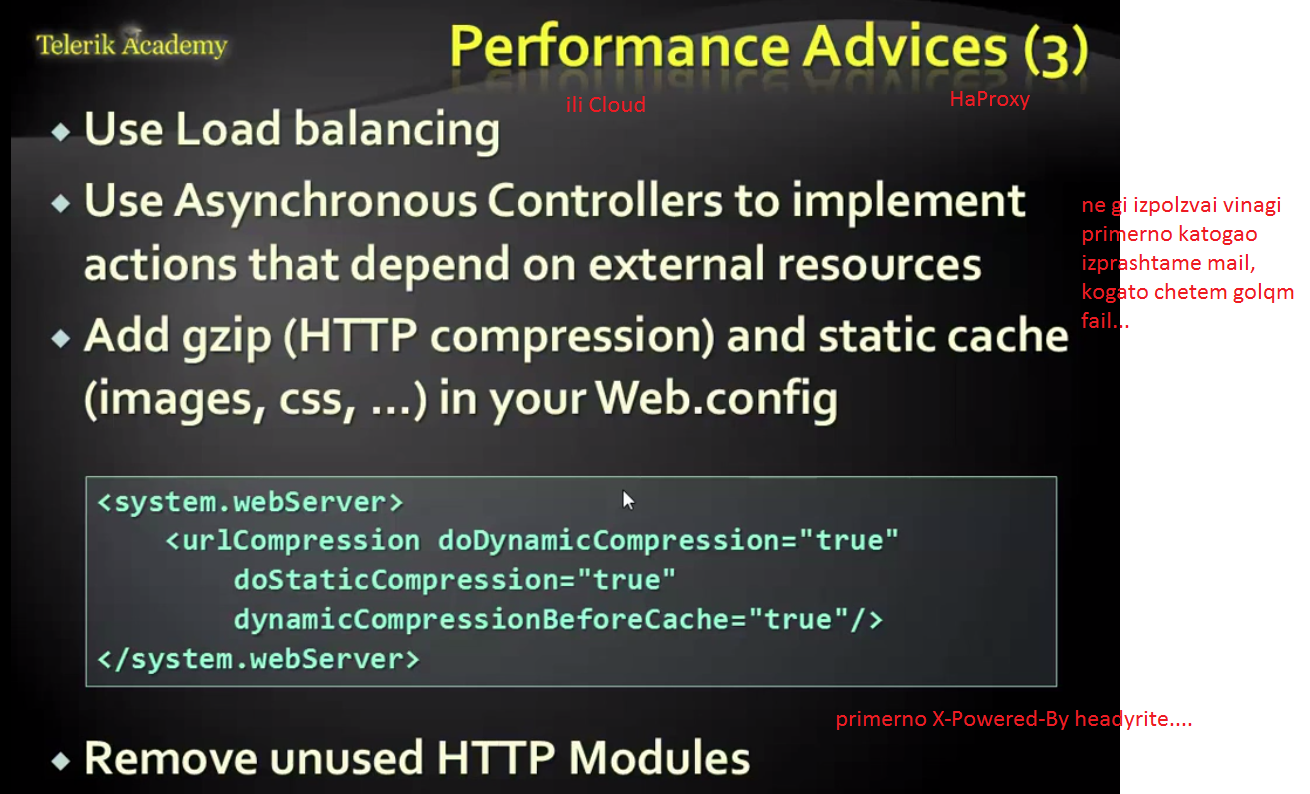 Telerik Academy
Performance Advices (3)
ili Cloud
HaProxy
Use Load balancing
Use Asynchronous Controllers to implement
actions that depend on external resources
ne gi izpolzvai vinagi
primerno katogao
izprashtame mail,
kogato chetem golqm
fail...
Add gzip (HTTP compression) and static cache
(images, css, …) in your Web.config
<system.webServer>
<urlCompression doDynamicCompression="true"
doStaticCompression="true"
dynamicCompressionBeforeCache="true"/>
</system.webServer>
primerno X-Powered-By headyrite....
Remove unused HTTP Modules